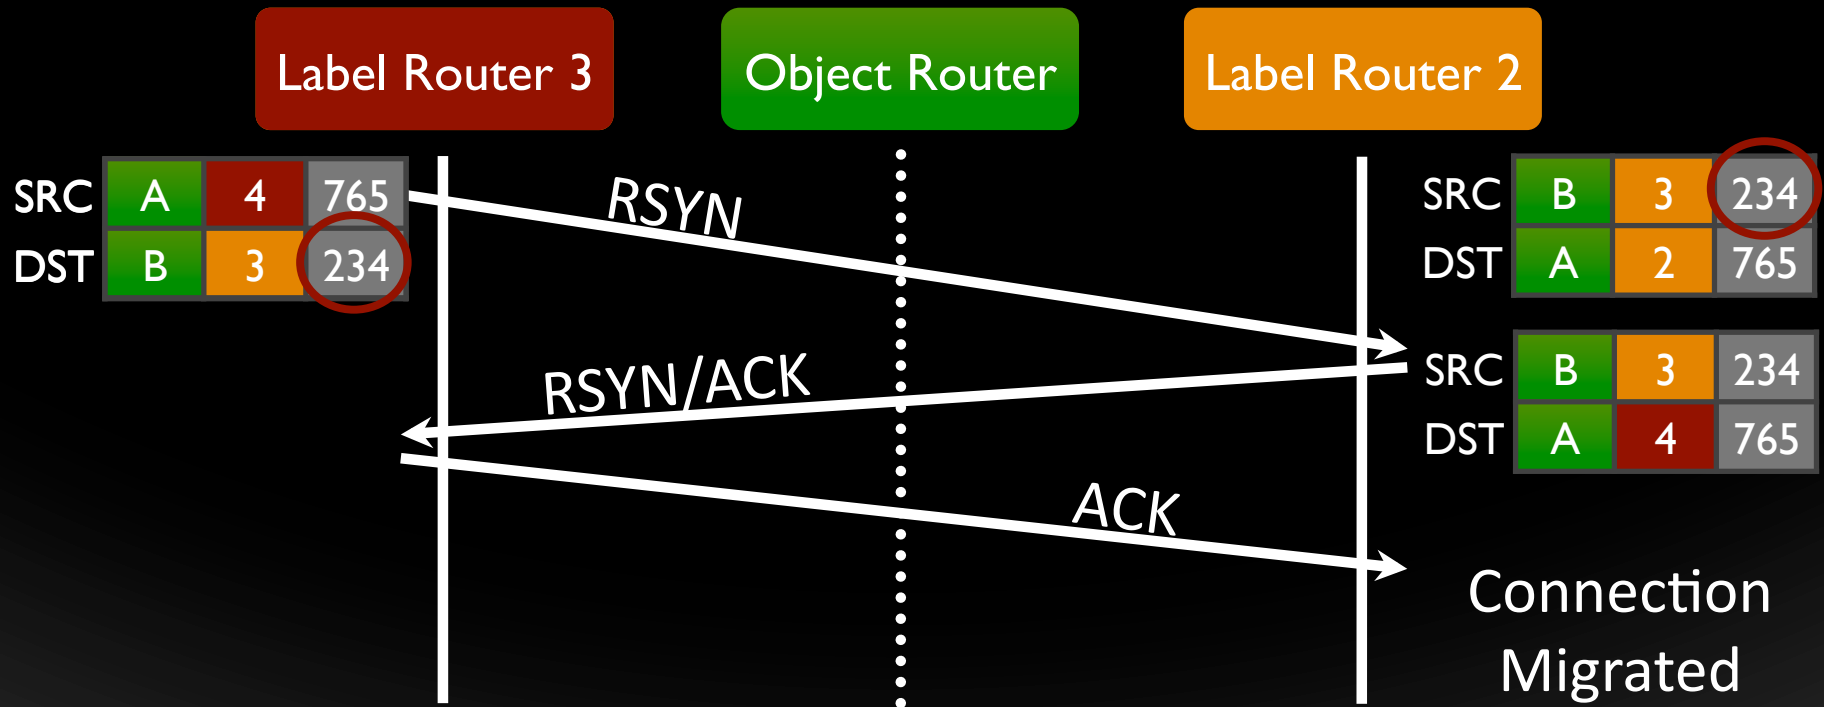 Label Router 3
Object Router
Label Router 2
SRC A 4 765
DST B 3 234
RSYN
SRC B 3 234
DST A 2 765
RSYN/ACK
SRC B 3 234
DST A 4 765
ACK
Connection
Migrated